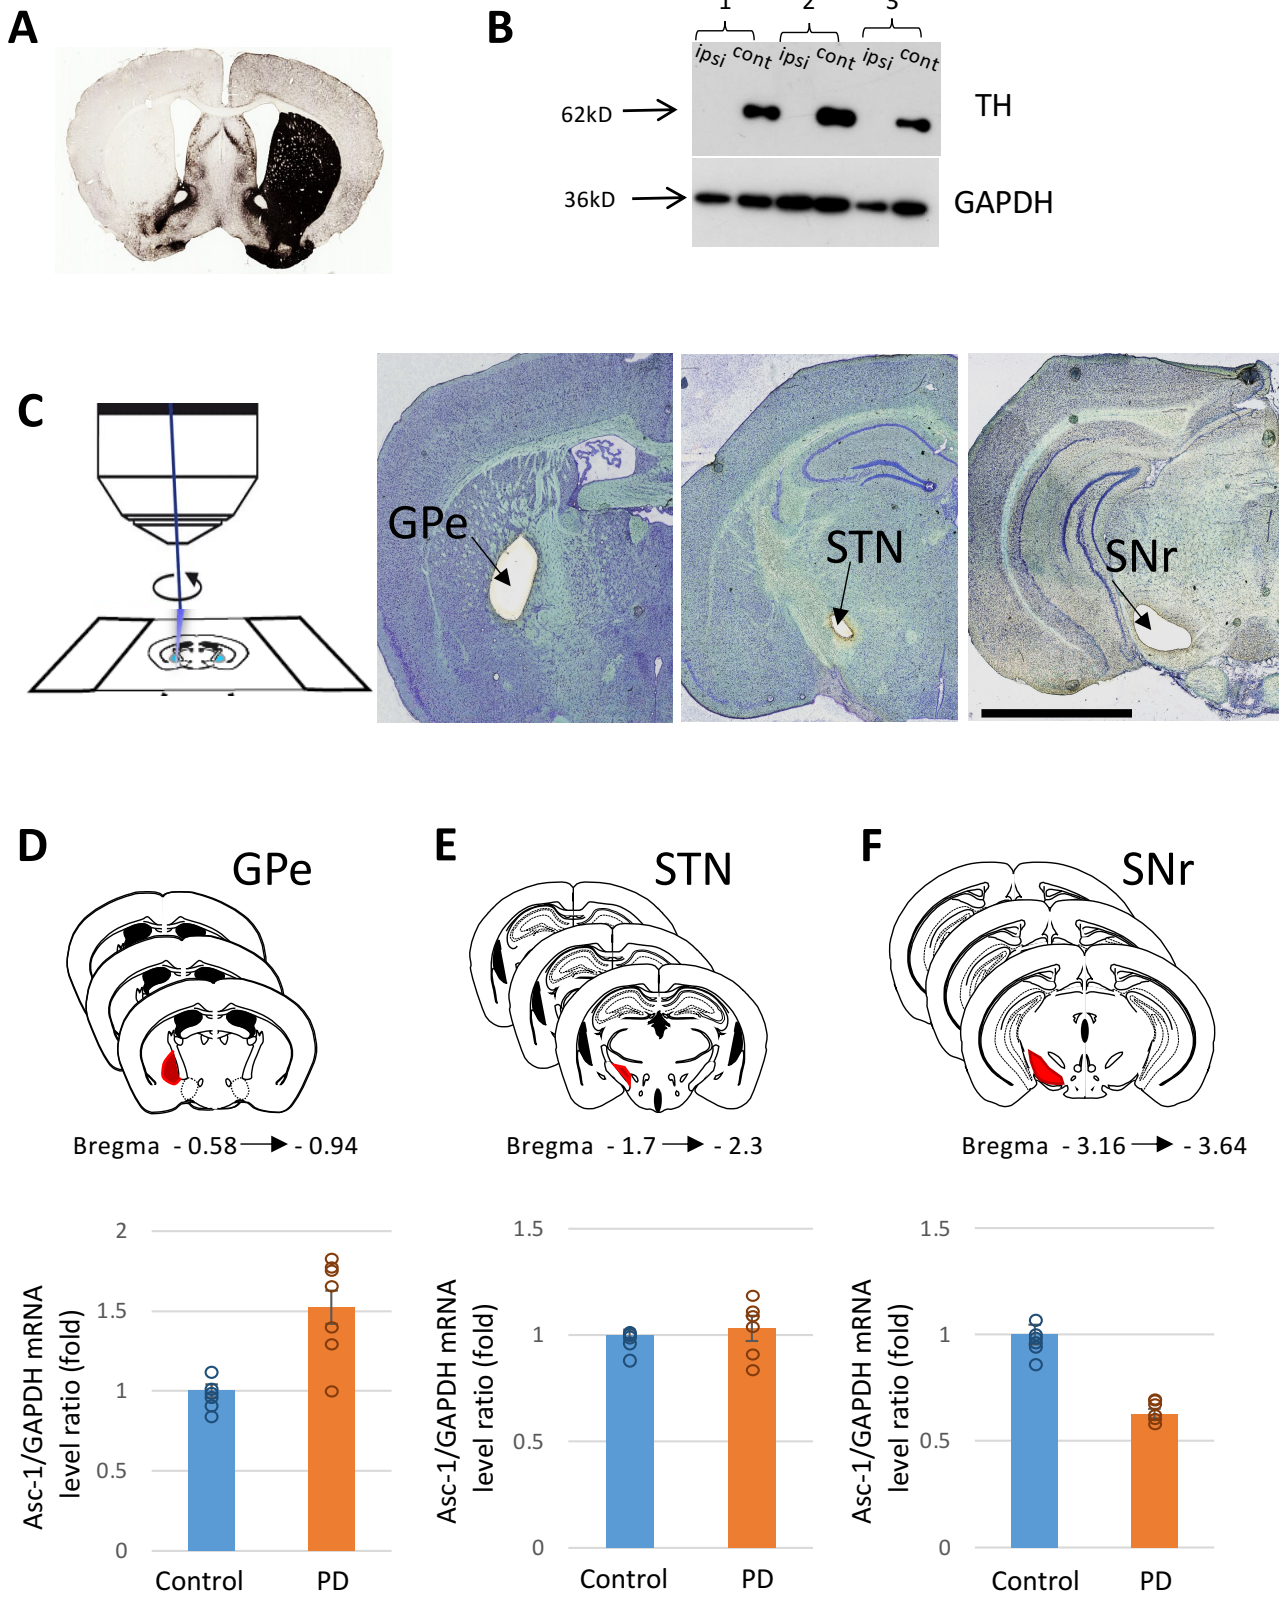 A
B
1 2 3
ipsi cont ipsi cont ipsi cont
62kD
TH
36kD
GAPDH
C
GPe
STN
SNr
D
GPe
Bregma - 0.58 - 0.94
E
STN
Bregma - 1.7 - 2.3
F
SNr
Bregma - 3.16 - 3.64
Asc-1/GAPDH mRNA
level ratio (fold)
2
1.5
1
0.5
0
Control PD
Asc-1/GAPDH mRNA
level ratio (fold)
1.5
1
0.5
0
Control PD
Asc-1/GAPDH mRNA
level ratio (fold)
1.5
1
0.5
0
Control PD